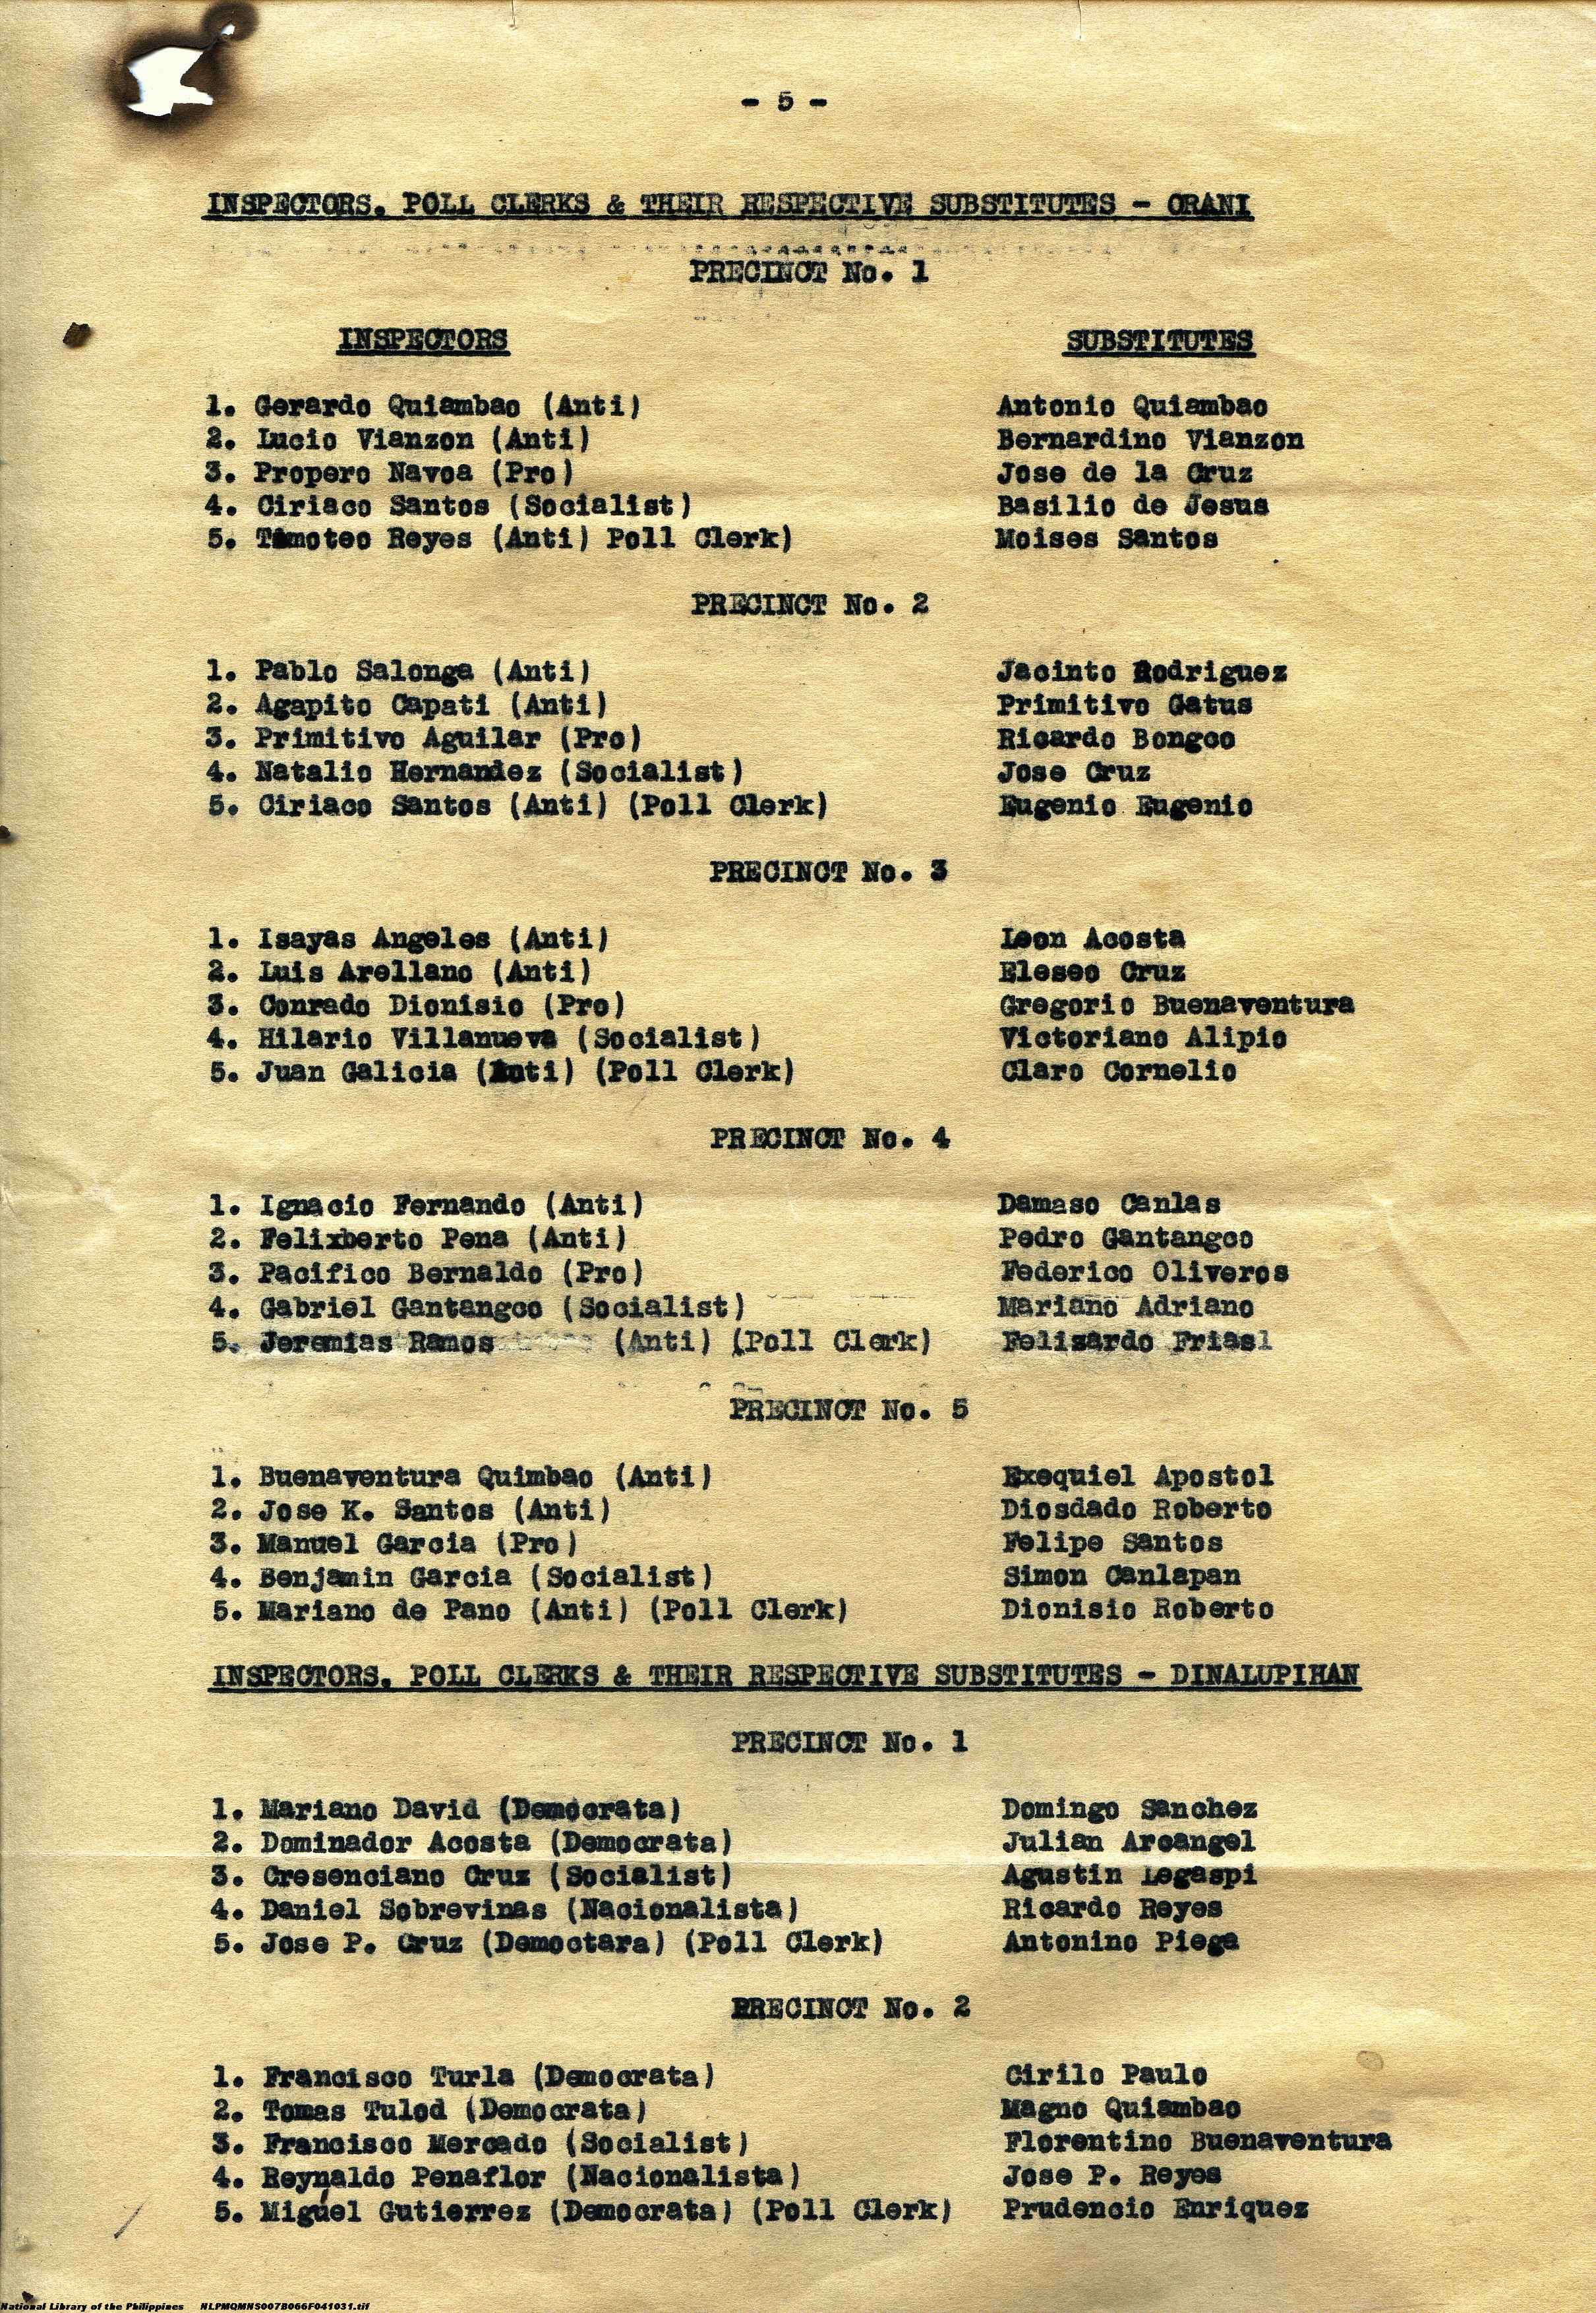 - 5 -
INSPECTORS. POLL CLERKS & THEIR RESPECTIVE SUBSTITUTES - ORANI
PRECINCT No. 1
INSPECTORS SUBSTITUTES
1. Gerardo Quiambao (Anti) Antonio Quiambao
2. Lucio Vianzon (Anti) Bernardino Vianzon
3. Propero Navoa (Pro) Jose de la Cruz
4. Ciriaco Santos (Socialist) Basilio de Jesus
5. Timoteo Reyes (Anti) Poll Clerk) Moises Santos
PRECINCT No. 2
1. Pablo Salonga (Anti) Jacinto Rodriguez
2. Agapito Capati (Anti) Primitivo Gatus
3. Primitivo Aguilar (Pro) Ricardo Bongco
4. Natalio Hernandez (Socialist) Jose Cruz
5. Ciriaco Santos (Anti) (Poll Clerk) Eugenio Eugenio
PRECINCT No. 3
1. Isayas Angeles (Anti) Leon Acosta
2. Luis Arellano (Anti) Eleseo Cruz
3. Conrado Dionisio (Pro) Gregorio Buenaventura
4. Hilario Villanueva (Socialist) Victoriano Alipio
5. Juan Galicia (Anti) (Poll Clerk) Claro Cornelio
PRECINCT No. 4
1. Ignacio Fernando (Anti) Damaso Canlas
2. Felixberto Pena (Anti) Pedro Gantangco
3. Pacifico Bernaldo (Pro) Federico Oliveros
4. Gabriel Gantangco (Socialist) Mariano Adriano
5. Jeremias Ramos (Anti) (Poll Clerk) Felizardo Friasl
PRECINCT No. 5
1. Buenaventura Quimbao (Anti) Exequiel Apostol
2. Jose K. Santos (Anti) Diosdado Roberto
3. Manuel Garcia (Pro) Felipe Santos
4. Benjamin Garcia (Socialist) Simon Canlapan
5. Mariano de Pano (Anti) (Poll Clerk) Dionisio Roberto
INSPECTORS. POLL CLERKS & THEIR RESPECTIVE SUBSTITUTES - DINALUPIHAN
PRECINCT No. 1
1. Mariano David (Democrata) Domingo Sanchez
2. Dominador Acosta (Democrata) Julian Arcangel
3. Cresenciano Cruz (Socialist) Agustin Legaspi
4. Daniel Sobrevinas (Nacionalista) Ricardo Reyes
5. Jose P. Cruz (Democtara) (Poll Clerk) Antonino Piega
PRECINCT No. 2
1. Francisco Turla (Democrata) Cirilo Paulo
2. Tomas Tulod (Democrata) Magno Quiambao
3. Francisco Mercado (Socialist) Florentino Buenaventura
4. Reynaldo Penaflor (Nacionalista) Jose P. Reyes
5. Miguel Gutierrez (Democrata) (Poll Clerk) Prudencio Enriquez
National Library of the Philippines NLPMQMNS007B066F041031.tif